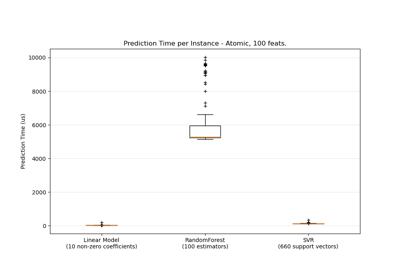 Prediction Time per Instance - Atomic, 100 feats.
10000
8000
6000
4000
2000
0
Prediction Time (us)
Linear Model
(10 non-zero coefficients)
RandomForest
(100 estimators)
SVR
(660 support vectors)